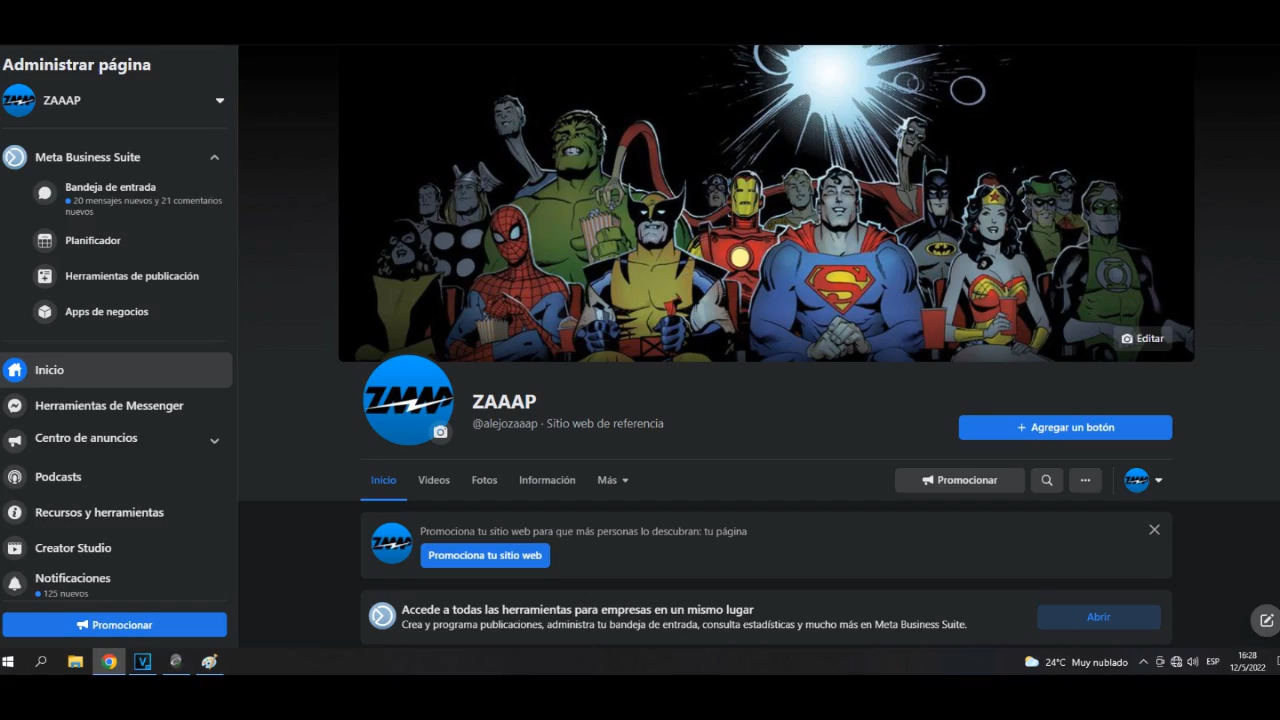 Administrar página
ZAAAP
Meta Business Suite
Bandeja de entrada
20 mensajes nuevos y 21 comentarios
nuevos
Planificador
Herramientas de publicación
Apps de negocios
Inicio
Herramientas de Messenger
Centro de anuncios
Podcasts
Recursos y herramientas
Creator Studio
Notificaciones
125 nuevos
Promocionar
Editar
ZAAAP
ZAAAP
@alejozaaap · Sitio web de referencia
+ Agregar un botón
Inicio
Videos
Fotos
Información
Más
Promocionar
Promociona tu sitio web para que más personas lo descubran: tu página
Promociona tu sitio web
Accede a todas las herramientas para empresas en un mismo lugar
Crea y programa publicaciones, administra tu bandeja de entrada, consulta estadísticas y mucho más en Meta Business Suite.
Abrir
24°C Muy nublado
ESP
16:28
12/5/2022